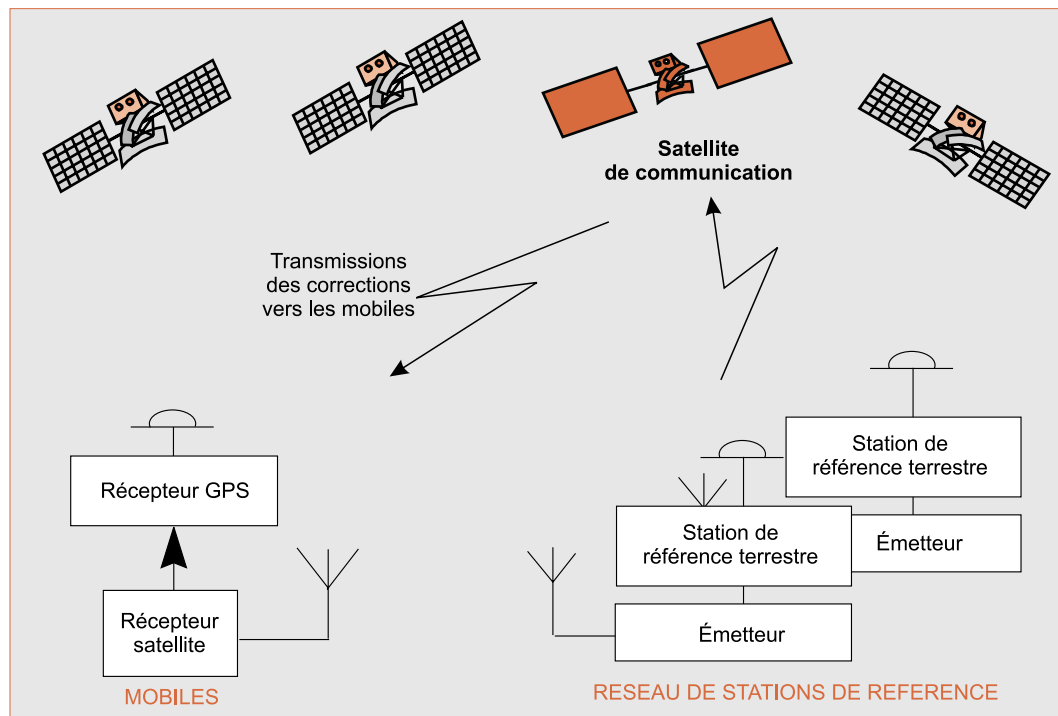 Satellite
de communication
Transmissions
des corrections
vers les mobiles
Récepteur GPS
Récepteur
satellite
MOBILES
Station de
référence terrestre
Émetteur
Station de
référence terrestre
Émetteur
RESEAU DE STATIONS DE REFERENCE